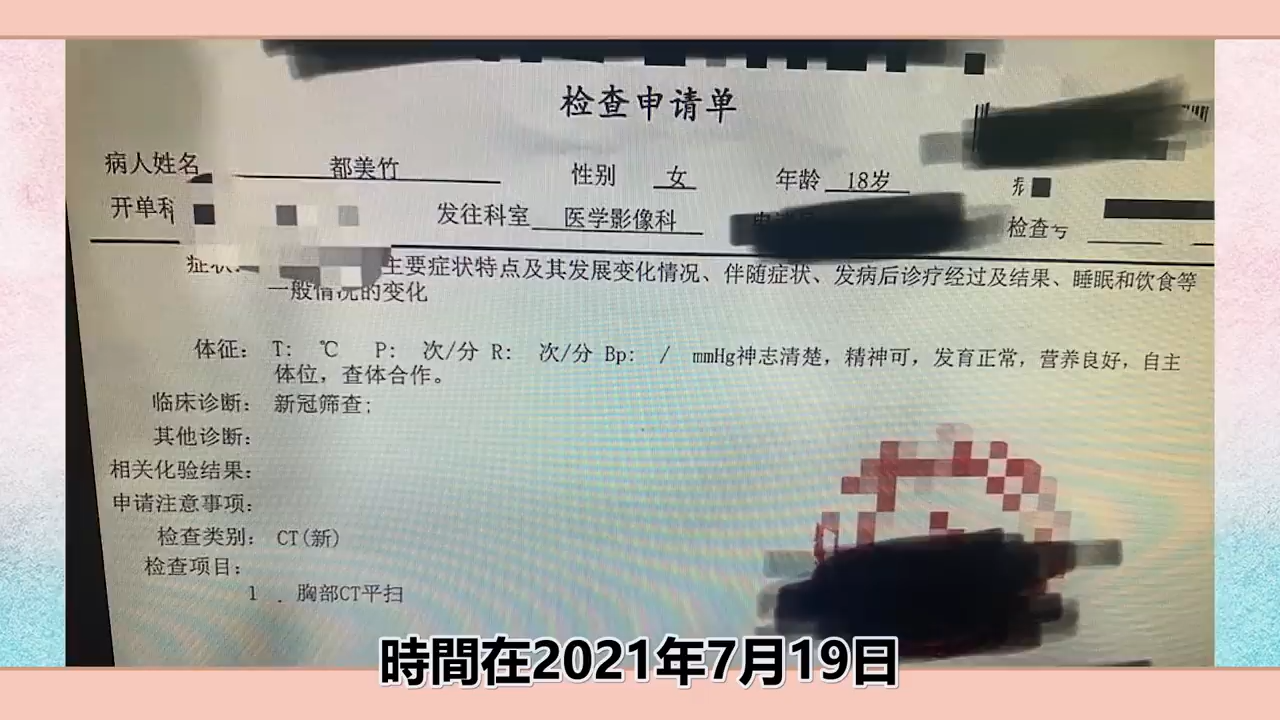 检查申请单
病人姓名 都美竹 性别 女 年龄 18岁
开单科 发往科室 医学影像科 检查号
症状: 主要症状特点及其发展变化情况、伴随症状、发病后诊疗经过及结果、睡眠和饮食等
一般情况的变化
体征: T: ℃ P: 次/分 R: 次/分 Bp: / mmHg神志清楚，精神可，发育正常，营养良好，自主
体位，查体合作。
临床诊断: 新冠筛查;
其他诊断:
相关化验结果:
申请注意事项:
检查类别: CT(新)
检查项目:
1 . 胸部CT平扫
時間在2021年7月19日